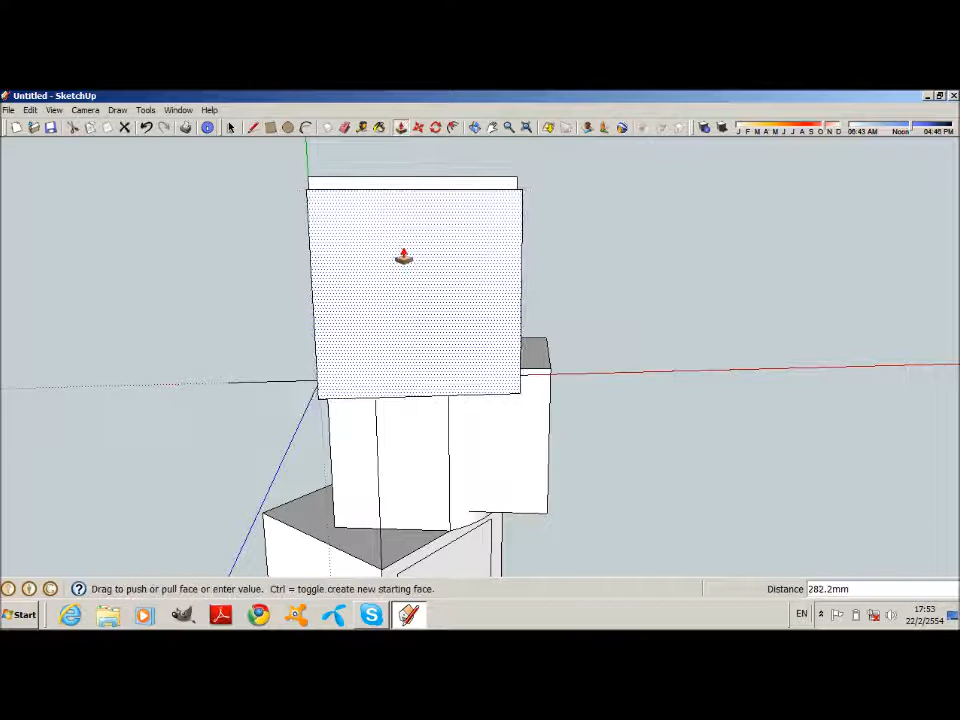 Untitled - SketchUp
File Edit View Camera Draw Tools Window Help
J F M A M J J A S O N D 06:43 AM Noon 04:46 PM
Drag to push or pull face or enter value. Ctrl = toggle create new starting face. Distance 282.2mm
Start EN 17:53
22/2/2554